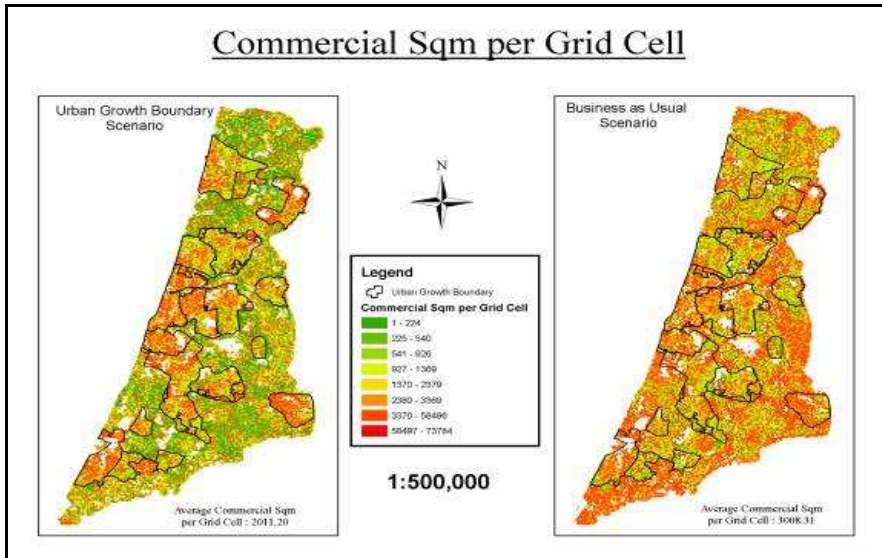 Commercial Sqm per Grid Cell
Urban Growth Boundary
Scenario
Business as Usual
Scenario
N
Legend
Urban Growth Boundary
Commercial Sqm per Grid Cell
1 - 224
225 - 540
541 - 926
927 - 1369
1370 - 2379
2380 - 3369
3370 - 58496
58497 - 73784
1:500,000
Average Commercial Sqm
per Grid Cell : 2011.20
Average Commercial Sqm
per Grid Cell : 3008.31